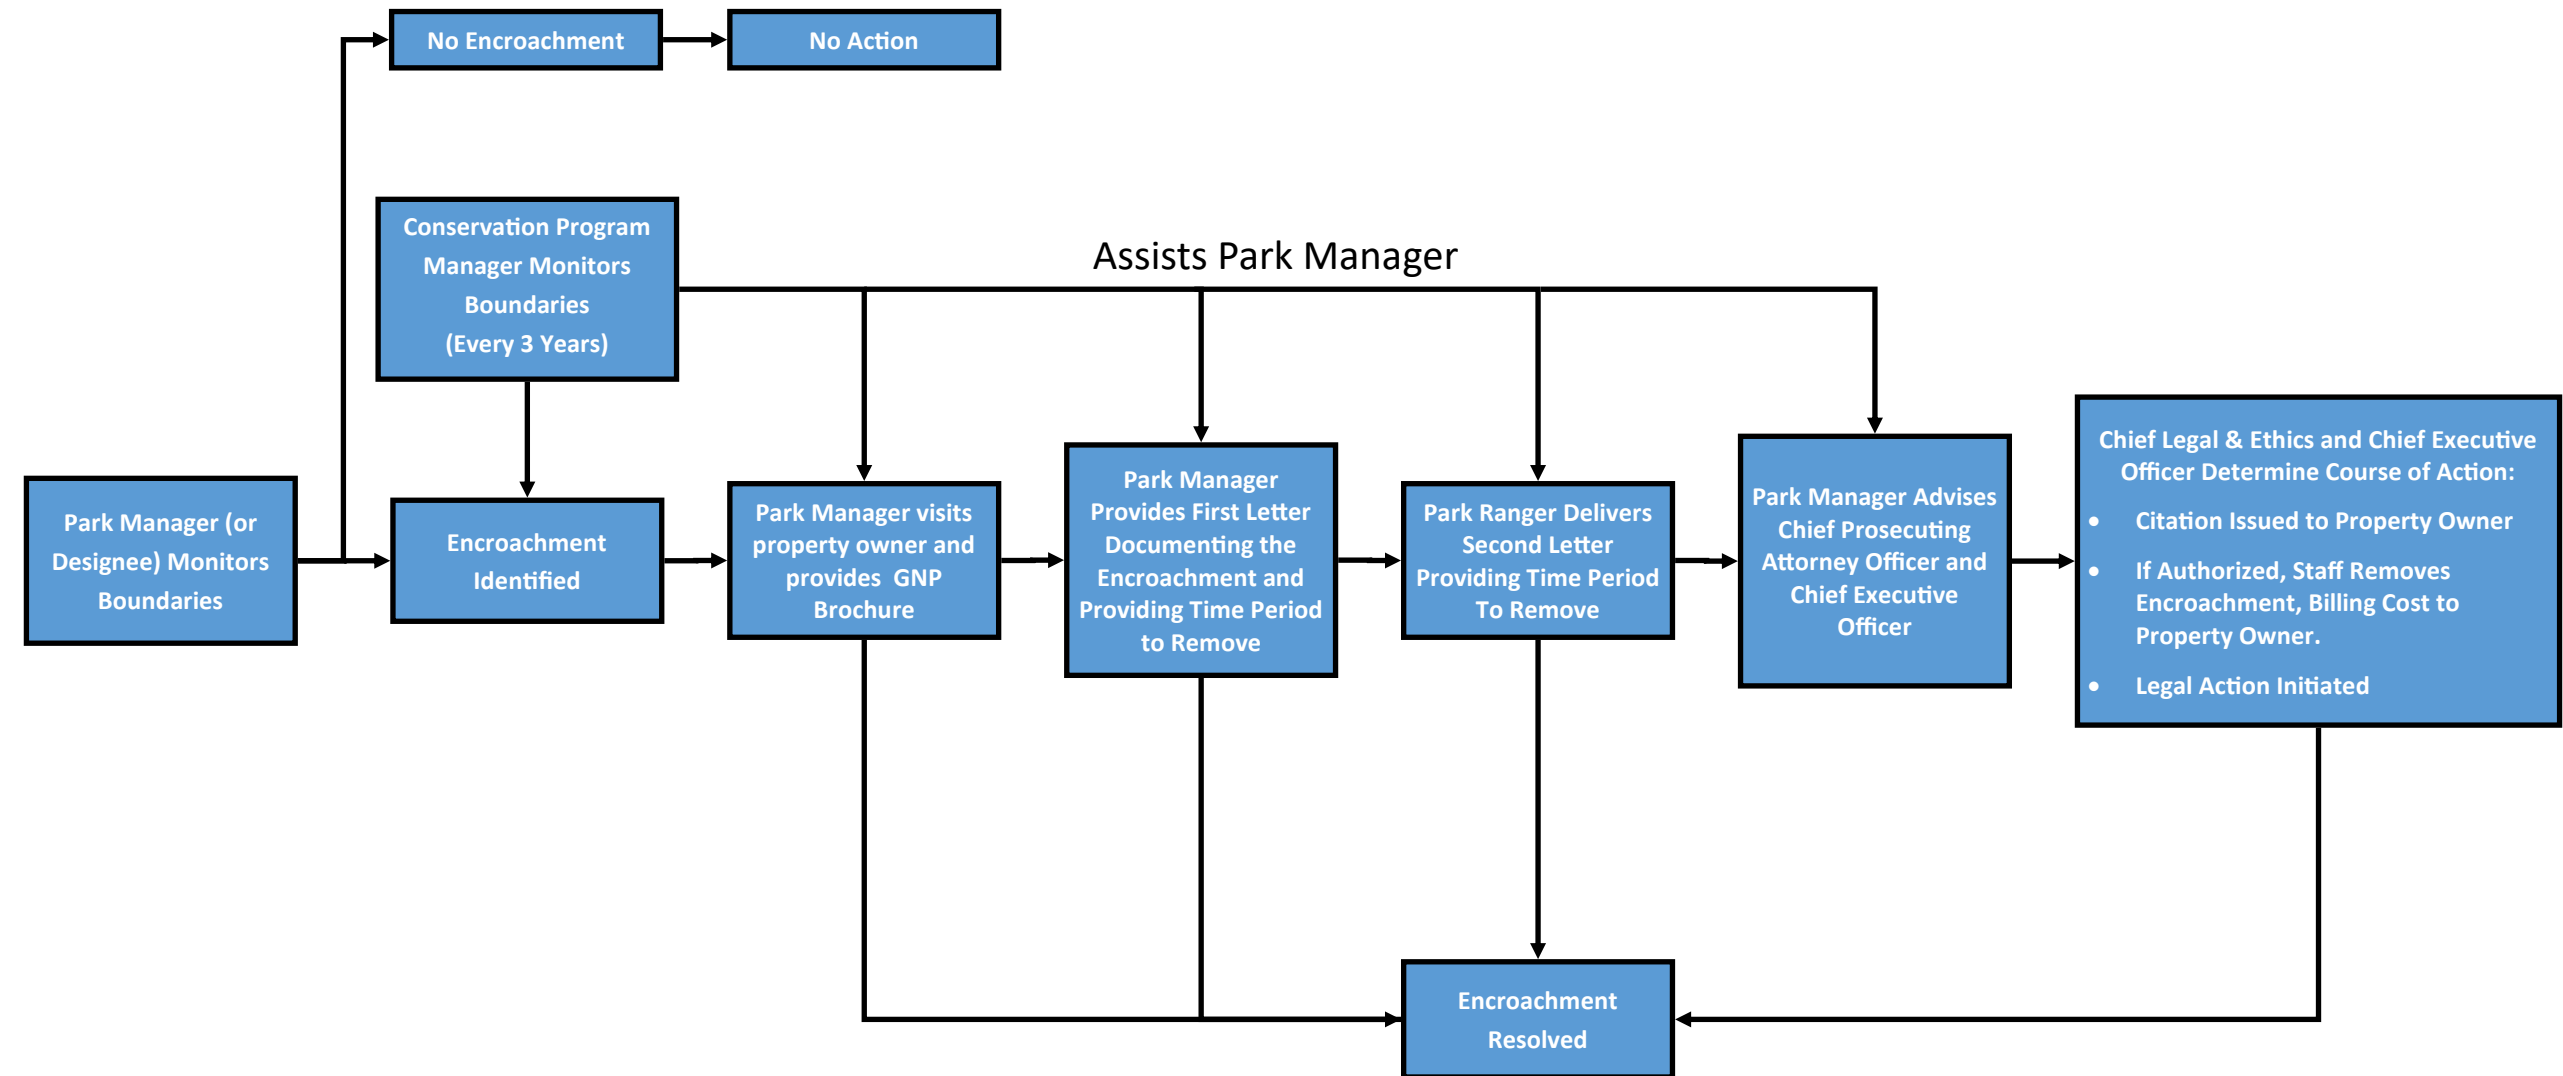 No Encroachment
No Action
Conservation Program
Manager Monitors
Boundaries
(Every 3 Years)
Assists Park Manager
Park Manager (or
Designee) Monitors
Boundaries
Encroachment
Identified
Park Manager visits
property owner and
provides  GNP
Brochure
Park Manager
Provides First Letter
Documenting the
Encroachment and
Providing Time Period
to Remove
Park Ranger Delivers
Second Letter
Providing Time Period
To Remove
Park Manager Advises
Chief Prosecuting
Attorney Officer and
Chief Executive
Officer
Chief Legal & Ethics and Chief Executive
Officer Determine Course of Action:
• Citation Issued to Property Owner
• If Authorized, Staff Removes
Encroachment, Billing Cost to
Property Owner.
• Legal Action Initiated
Encroachment
Resolved